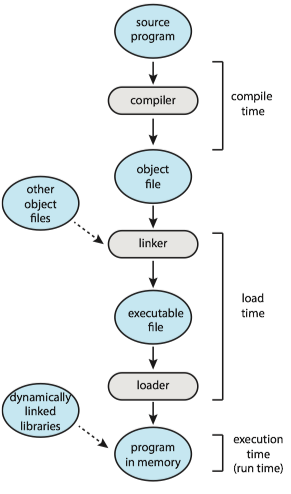 source
program
compiler
compile
time
object
file
other
object
files
linker
load
time
executable
file
loader
dynamically
linked
libraries
program
in memory
execution
time
(run time)